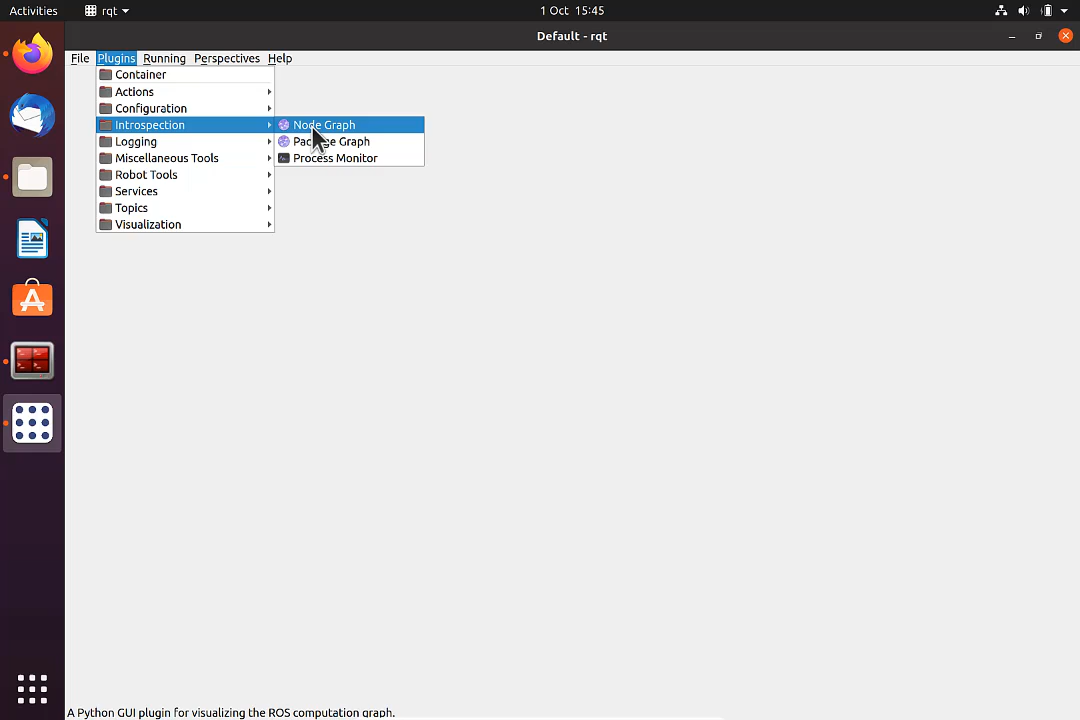 Activities
rqt
1 Oct 15:45
Default - rqt
File Plugins Running Perspectives Help
Container
Actions
Configuration
Introspection
Logging
Miscellaneous Tools
Robot Tools
Services
Topics
Visualization
Node Graph
Package Graph
Process Monitor
A Python GUI plugin for visualizing the ROS computation graph.